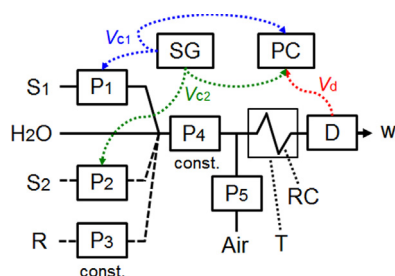 Vc1
SG
PC
S1
P1
Vc2
Vd
H2O
P4
D
w
const.
S2
P2
P5
RC
R
P3
Air
T
const.